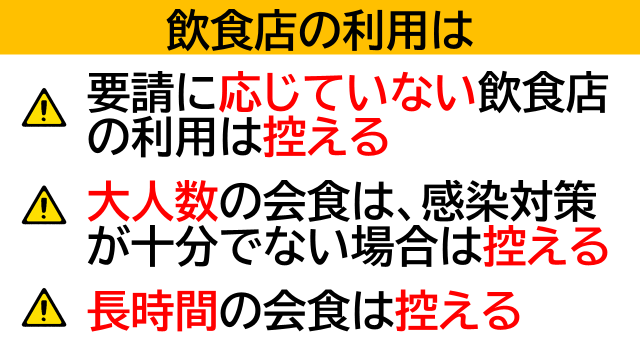 飲食店の利用は
要請に応じていない飲食店
の利用は控える
大人数の会食は、感染対策
が十分でない場合は控える
長時間の会食は控える